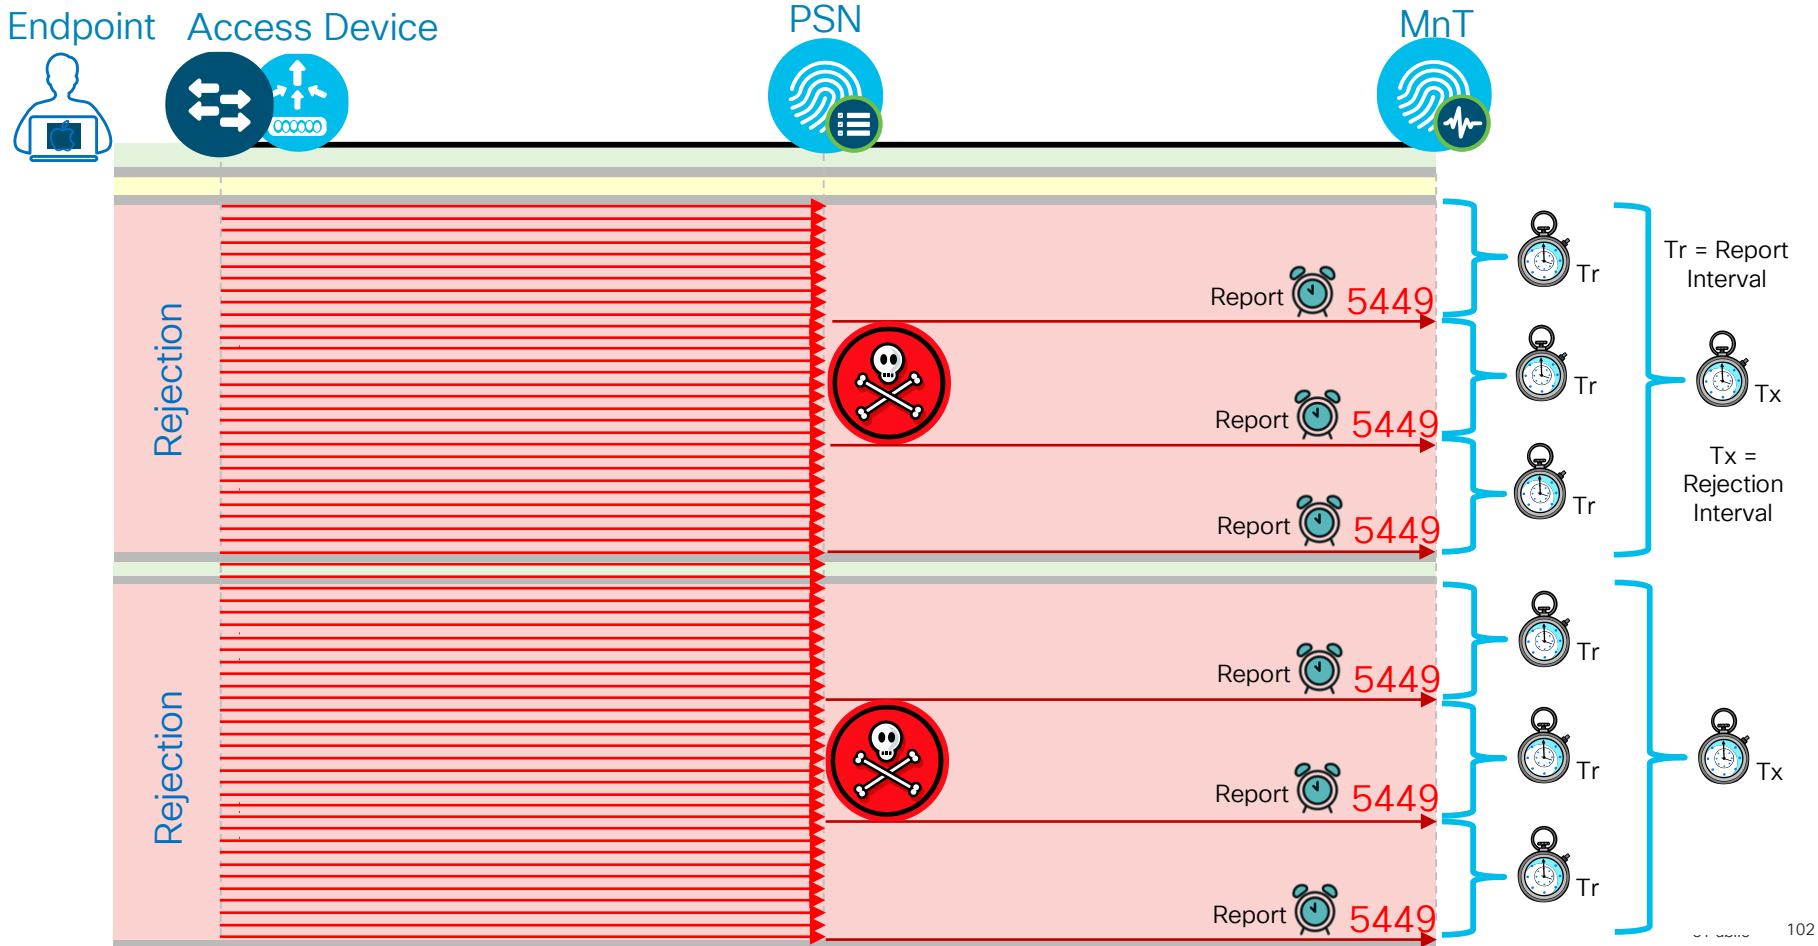 Endpoint
Access Device
PSN
MnT
Rejection
Report
5449
Report
5449
Report
5449
Tr
Tr
Tr
Tr = Report
Interval
Tx
Tx =
Rejection
Interval
Rejection
Report
5449
Report
5449
Report
5449
Tr
Tr
Tr
Tx
102